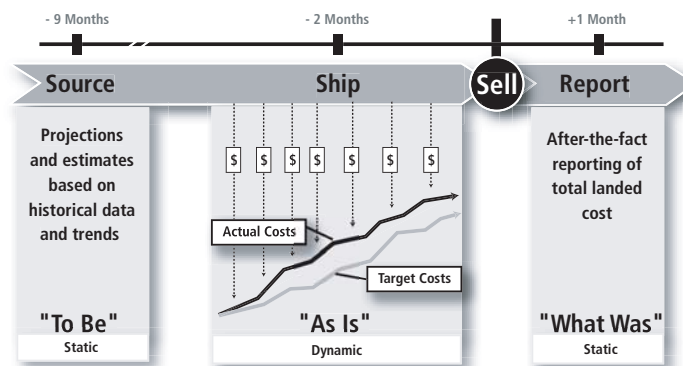 - 9 Months
- 2 Months
+1 Month
Source
Ship
Sell
Report
Projections
and estimates
based on
historical data
and trends
"To Be"
Static
$ $ $ $ $ $ $
Actual Costs
Target Costs
"As Is"
Dynamic
After-the-fact
reporting of
total landed
cost
"What Was"
Static